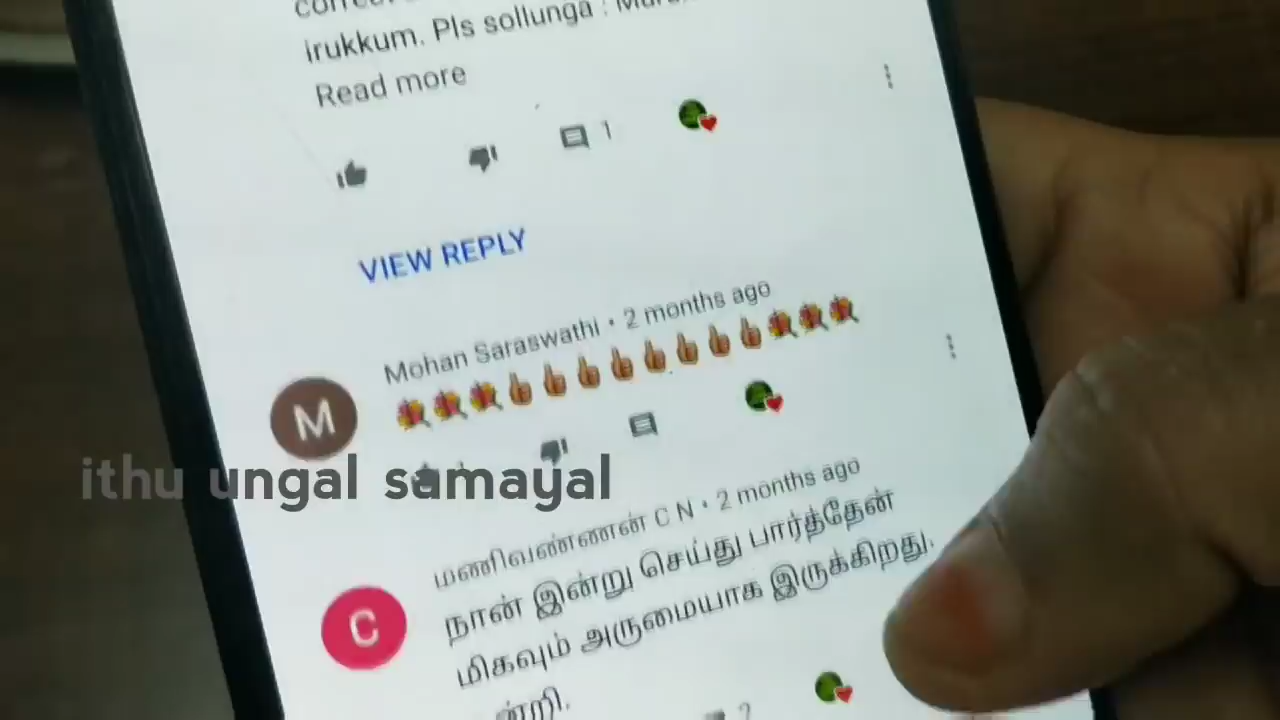 irukkum. Pls sollunga :
Read more
1
VIEW REPLY
Mohan Saraswathi • 2 months ago
M
ithu ungal samayal
மணிவண்ணன் C N • 2 months ago
C
நான் இன்று செய்து பார்த்தேன்
மிகவும் அருமையாக இருக்கிறது.
2